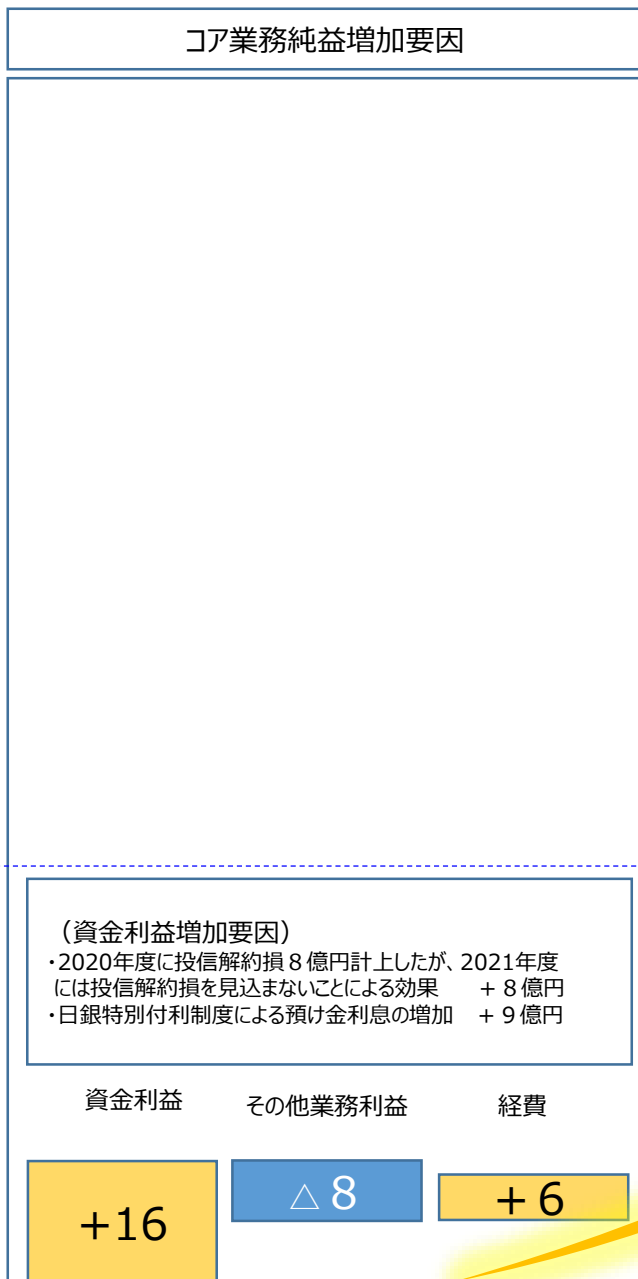 コア業務純益増加要因
（資金利益増加要因）
・2020年度に投信解約損８億円計上したが、2021年度
には投信解約損を見込まないことによる効果　＋８億円
・日銀特別付利制度による預け金利息の増加　＋９億円
資金利益　その他業務利益　経費
+16　△８　＋６